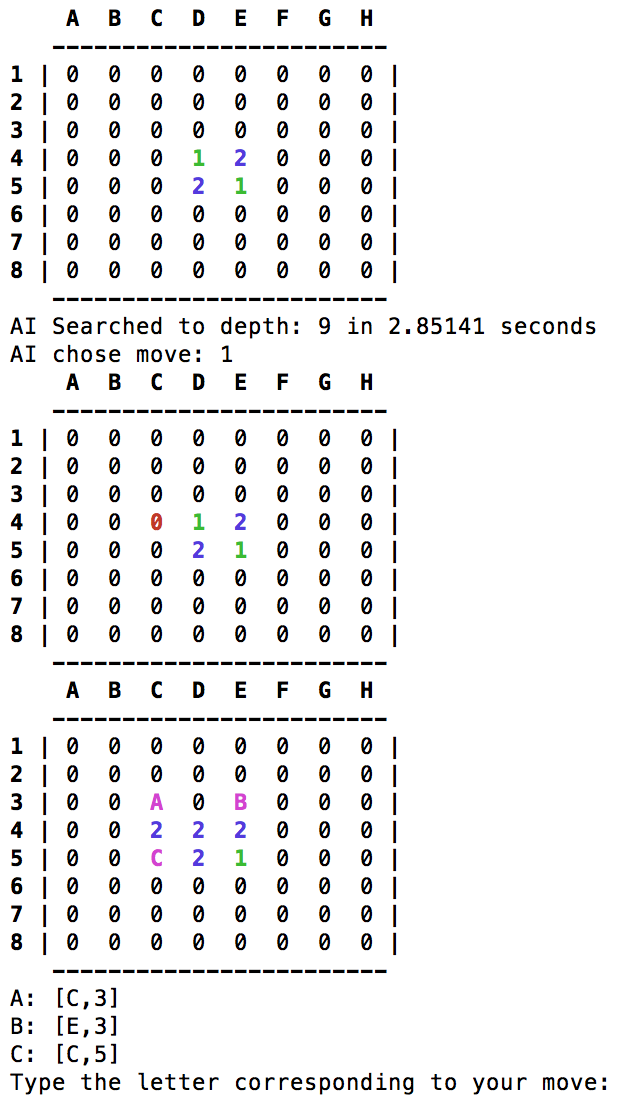 A B C D E F G H
------------------------
1 | 0 0 0 0 0 0 0 0 |
2 | 0 0 0 0 0 0 0 0 |
3 | 0 0 0 0 0 0 0 0 |
4 | 0 0 0 1 2 0 0 0 |
5 | 0 0 0 2 1 0 0 0 |
6 | 0 0 0 0 0 0 0 0 |
7 | 0 0 0 0 0 0 0 0 |
8 | 0 0 0 0 0 0 0 0 |
------------------------
AI Searched to depth: 9 in 2.85141 seconds
AI chose move: 1
A B C D E F G H
------------------------
1 | 0 0 0 0 0 0 0 0 |
2 | 0 0 0 0 0 0 0 0 |
3 | 0 0 0 0 0 0 0 0 |
4 | 0 0 0 1 2 0 0 0 |
5 | 0 0 0 2 1 0 0 0 |
6 | 0 0 0 0 0 0 0 0 |
7 | 0 0 0 0 0 0 0 0 |
8 | 0 0 0 0 0 0 0 0 |
------------------------
A B C D E F G H
------------------------
1 | 0 0 0 0 0 0 0 0 |
2 | 0 0 0 0 0 0 0 0 |
3 | 0 0 A 0 B 0 0 0 |
4 | 0 0 2 2 2 0 0 0 |
5 | 0 0 C 2 1 0 0 0 |
6 | 0 0 0 0 0 0 0 0 |
7 | 0 0 0 0 0 0 0 0 |
8 | 0 0 0 0 0 0 0 0 |
------------------------
A: [C,3]
B: [E,3]
C: [C,5]
Type the letter corresponding to your move: